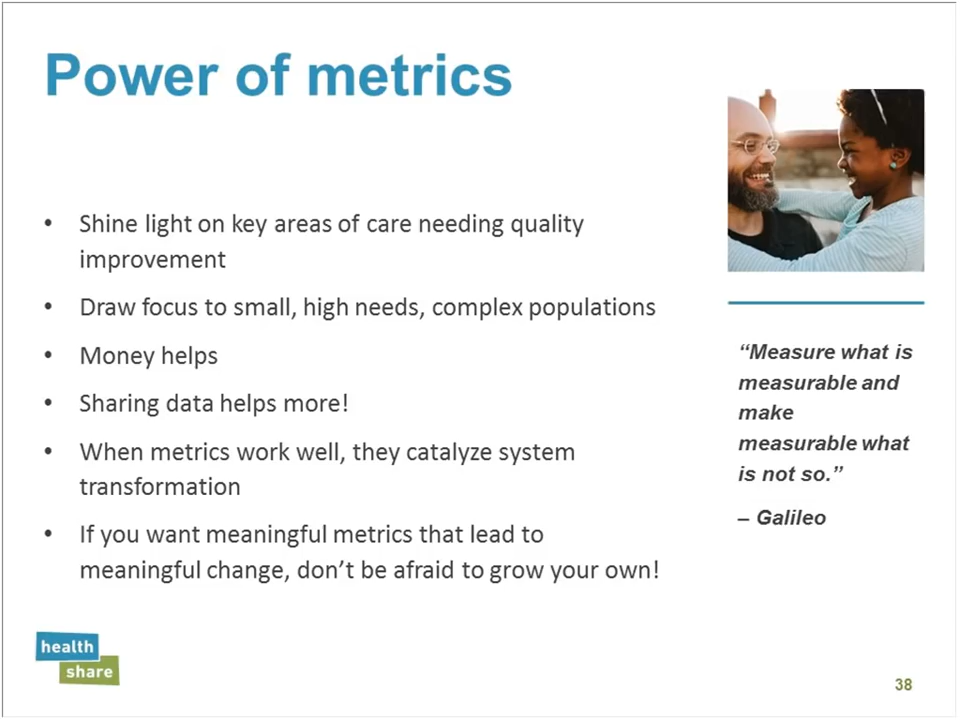 Power of metrics
• Shine light on key areas of care needing quality
improvement
• Draw focus to small, high needs, complex populations
• Money helps
• Sharing data helps more!
• When metrics work well, they catalyze system
transformation
• If you want meaningful metrics that lead to
meaningful change, don’t be afraid to grow your own!
“Measure what is
measurable and
make
measurable what
is not so.”
– Galileo
health
share
38